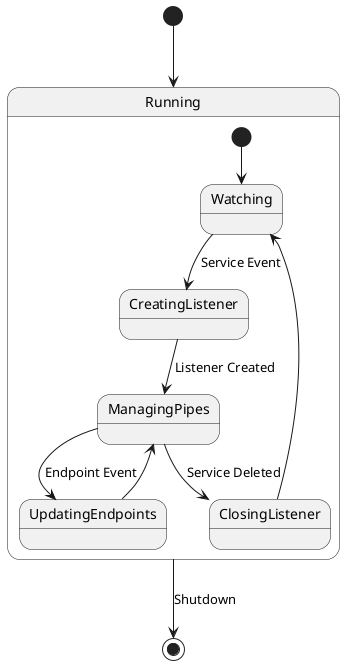 Running
Watching
Service Event
CreatingListener
Listener Created
ManagingPipes
Endpoint Event
Service Deleted
UpdatingEndpoints
ClosingListener
Shutdown